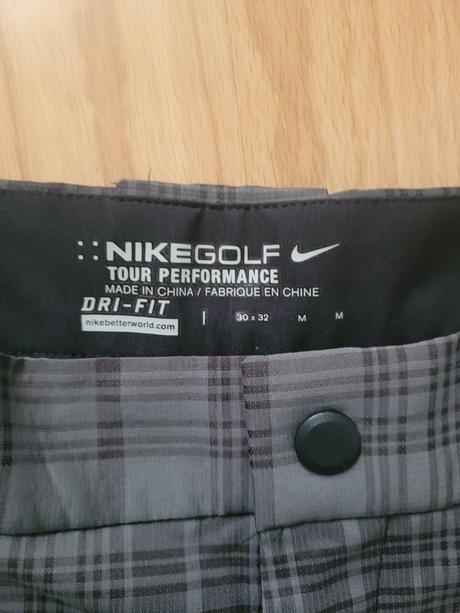 NIKEGOLF
TOUR PERFORMANCE
MADE IN CHINA / FABRIQUE EN CHINE
DRI-FIT
nikebetterworld.com | 30 x 32 M M